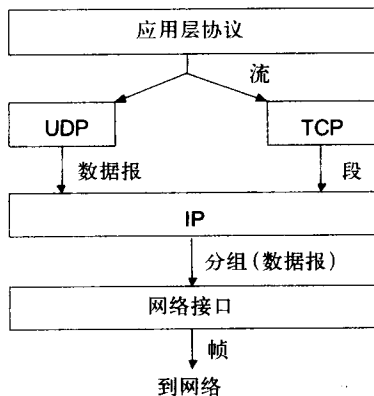 应用层协议
流
UDP
TCP
数据报
段
IP
分组(数据报)
网络接口
帧
到网络